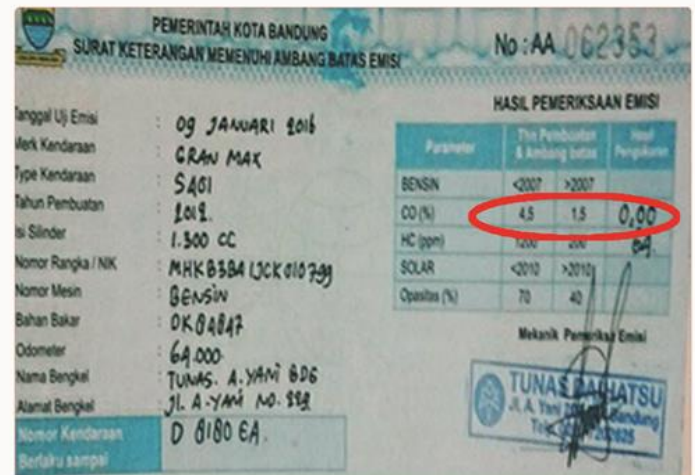 PEMERINTAH KOTA BANDUNG
SURAT KETERANGAN MEMENUHI AMBANG BATAS EMISI
No : AA 062353
Tanggal Uji Emisi : 09 JANUARI 2016
Merk Kendaraan : GRAN MAX
Type Kendaraan : S401
Tahun Pembuatan : 2012.
Isi Silinder : 1.300 CC
Nomor Rangka / NIK :
Nomor Mesin : BENSIN
Bahan Bakar :
Odometer : 64.000
Nama Bengkel : TUNAS. A. YANI BDG
Alamat Bengkel : Jl. A. YANI NO.
Nomor Kendaraan D 8180 EA.
Berlaku sampai
HASIL PEMERIKSAAN EMISI
Parameter Thn Pembuatan & Ambang batas Hasil Pengukuran
BENSIN <2007 >2007
CO (%) 4,5 1,5 0,00
HC (ppm) 1200 200 64.
SOLAR <2010 >2010
Opasitas (%) 70 40
Mekanik Pemeriksa Emisi
TUNAS DAIHATSU
Jl. A. Yani Bandung